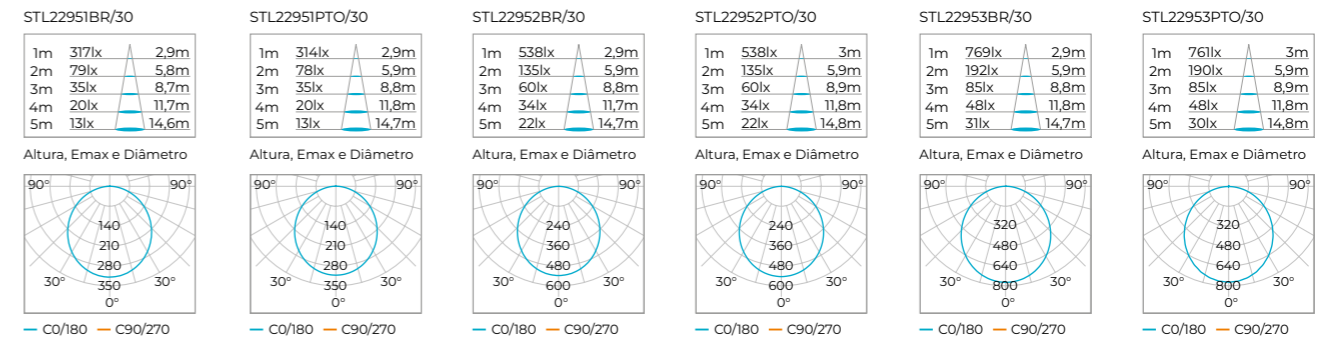 STL22951BR/30
1m 317lx 2,9m
2m 79lx 5,8m
3m 35lx 8,7m
4m 20lx 11,7m
5m 13lx 14,6m
Altura, Emax e Diâmetro
90° 90°
140
210
280
30° 350 30°
0°
C0/180 C90/270
STL22951PTO/30
1m 314lx 2,9m
2m 78lx 5,9m
3m 35lx 8,8m
4m 20lx 11,8m
5m 13lx 14,7m
Altura, Emax e Diâmetro
90° 90°
140
210
280
30° 350 30°
0°
C0/180 C90/270
STL22952BR/30
1m 538lx 2,9m
2m 135lx 5,9m
3m 60lx 8,8m
4m 34lx 11,7m
5m 22lx 14,7m
Altura, Emax e Diâmetro
90° 90°
240
360
480
30° 600 30°
0°
C0/180 C90/270
STL22952PTO/30
1m 538lx 3m
2m 135lx 5,9m
3m 60lx 8,9m
4m 34lx 11,8m
5m 22lx 14,8m
Altura, Emax e Diâmetro
90° 90°
240
360
480
30° 600 30°
0°
C0/180 C90/270
STL22953BR/30
1m 769lx 2,9m
2m 192lx 5,9m
3m 85lx 8,8m
4m 48lx 11,8m
5m 31lx 14,7m
Altura, Emax e Diâmetro
90° 90°
320
480
640
30° 800 30°
0°
C0/180 C90/270
STL22953PTO/30
1m 761lx 3m
2m 190lx 5,9m
3m 85lx 8,9m
4m 48lx 11,8m
5m 30lx 14,8m
Altura, Emax e Diâmetro
90° 90°
320
480
640
30° 800 30°
0°
C0/180 C90/270